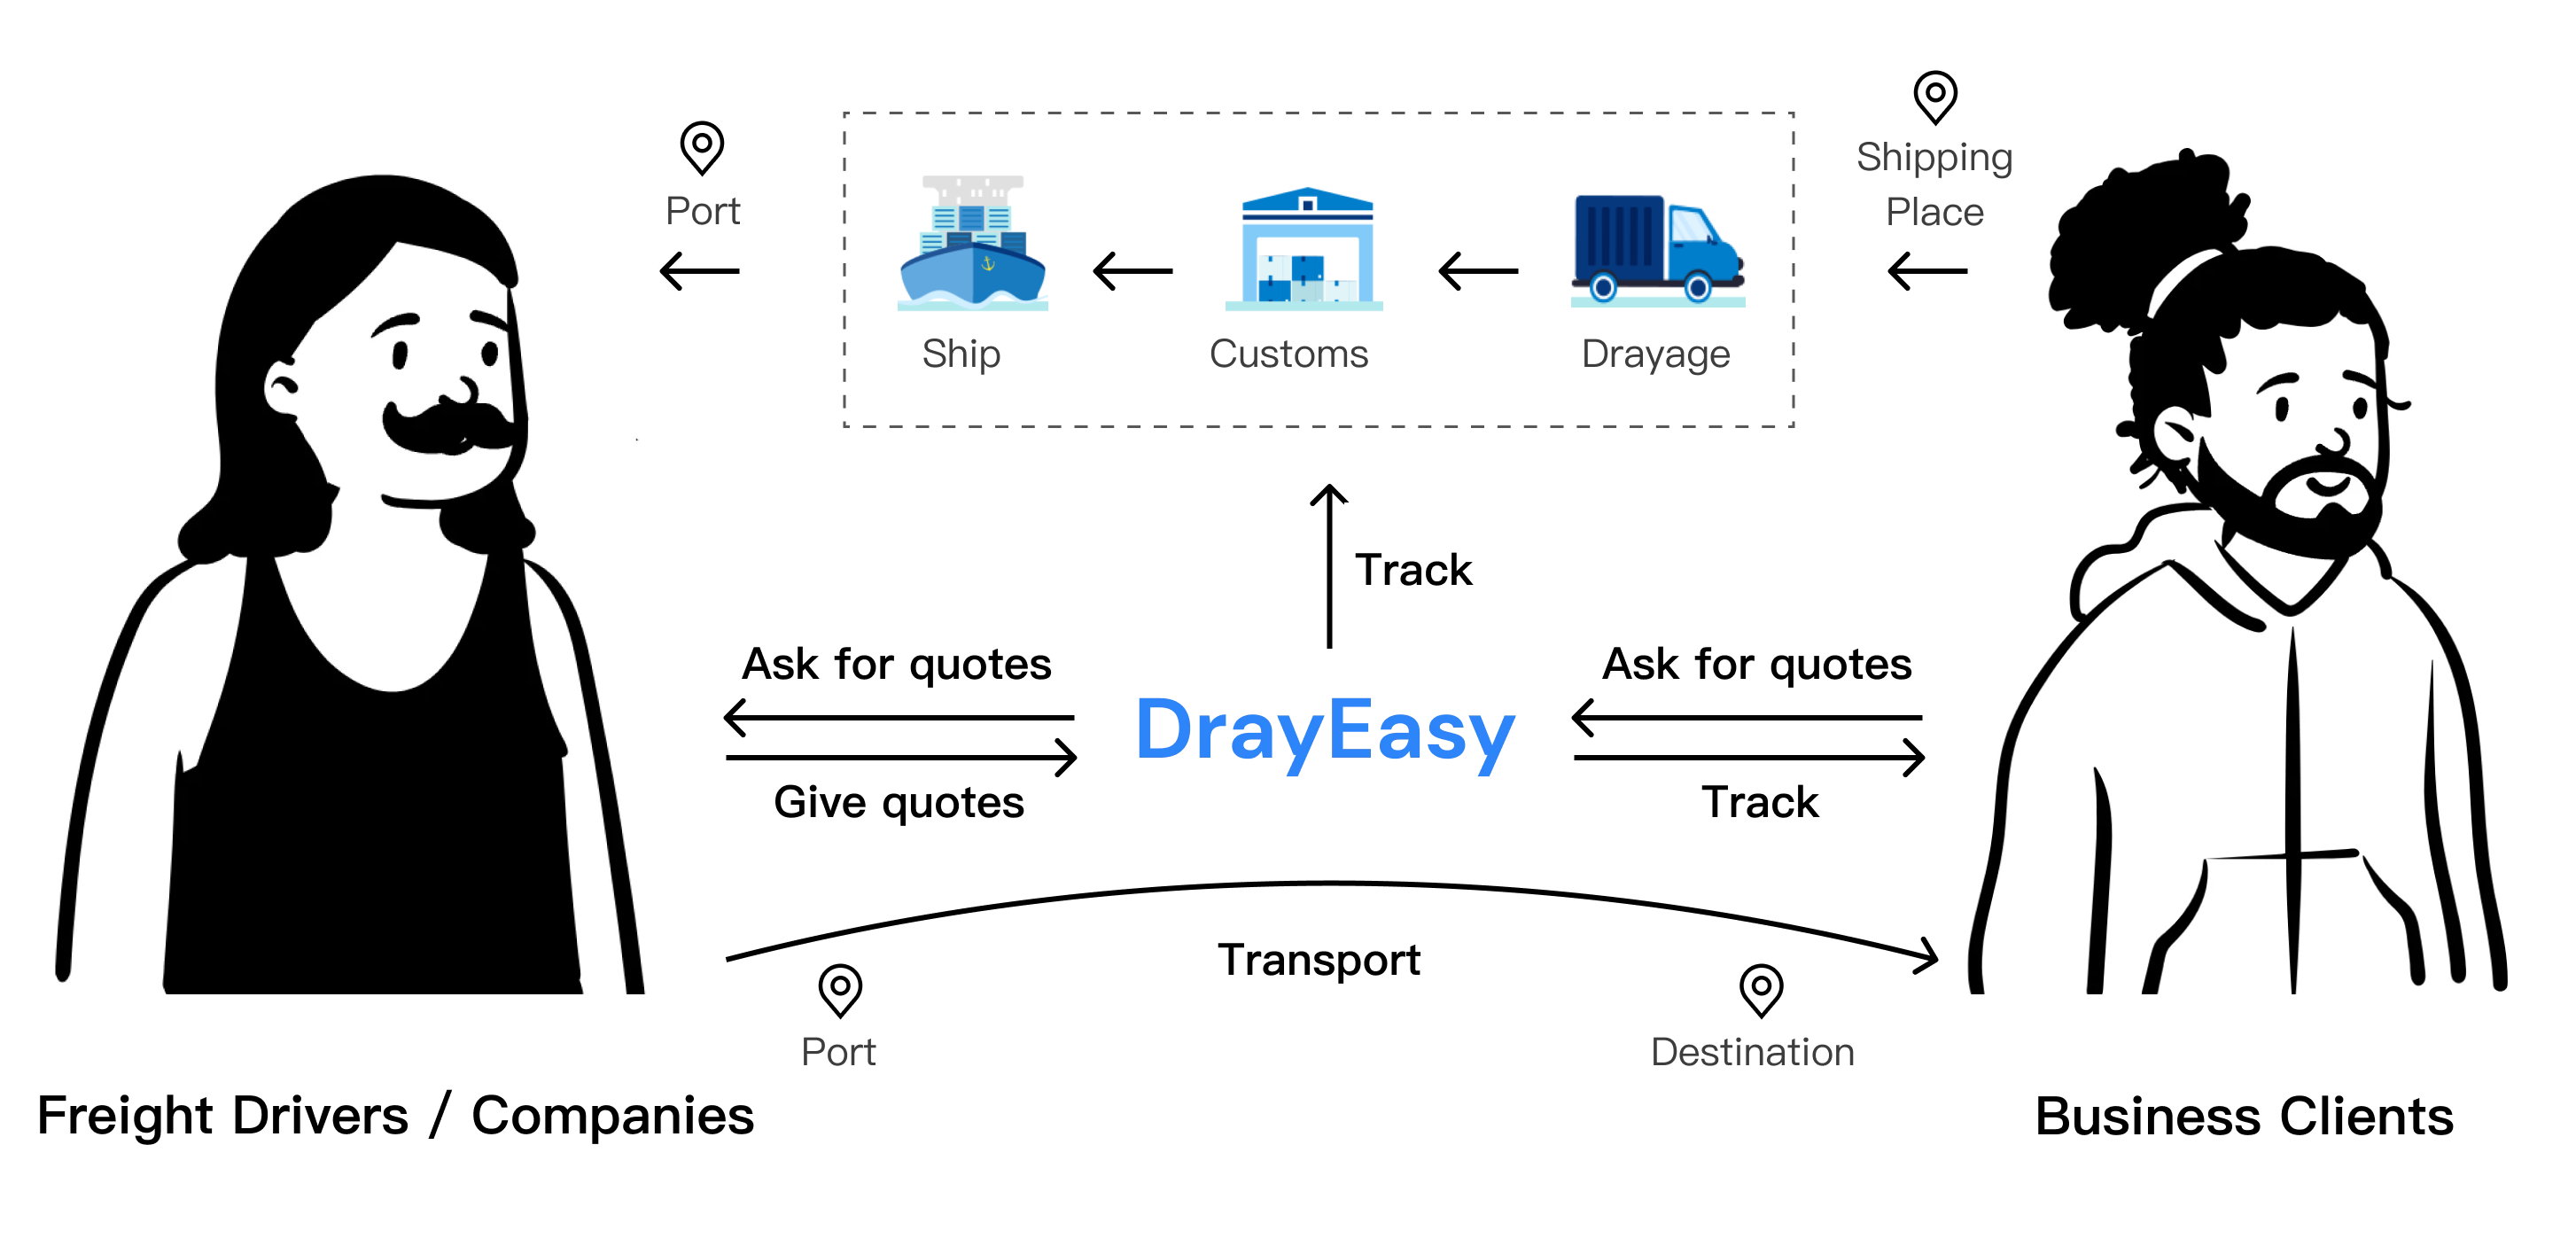 Shipping
Place
Port
Ship
Customs
Drayage
Track
Ask for quotes
Ask for quotes
DrayEasy
Give quotes
Track
Transport
Port
Destination
Freight Drivers / Companies
Business Clients